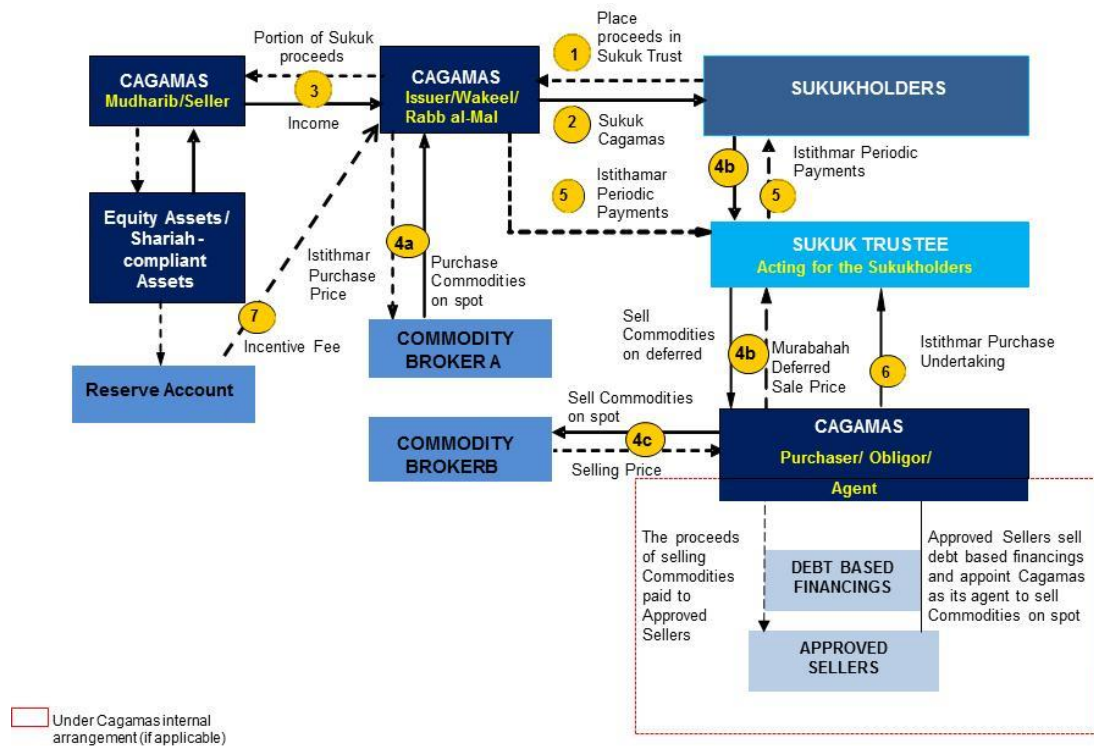 Portion of Sukuk
proceeds
CAGAMAS
Mudharib/Seller
3
Income
CAGAMAS
Issuer/Wakeel/
Rabb al-Mal
1
Place
proceeds in
Sukuk Trust
2
Sukuk
Cagamas
SUKUKHOLDERS
4b
Istithmar Periodic
Payments
5
5
Istithamar
Periodic
Payments
Equity Assets /
Shariah -
compliant
Assets
Istithmar
Purchase
Price
4a
Purchase
Commodities
on spot
SUKUK TRUSTEE
Acting for the Sukukholders
7
Incentive Fee
Reserve Account
COMMODITY
BROKER A
Sell
Commodities
on deferred
4b
Murabahah
Deferred
Sale Price
6
Istithmar Purchase
Undertaking
Sell Commodities
on spot
COMMODITY
BROKERB
4c
Selling Price
CAGAMAS
Purchaser/ Obligor/
Agent
The proceeds
of selling
Commodities
paid to
Approved
Sellers
DEBT BASED
FINANCINGS
Approved Sellers sell
debt based financings
and appoint Cagamas
as its agent to sell
Commodities on spot
APPROVED
SELLERS
Under Cagamas internal
arrangement (if applicable)